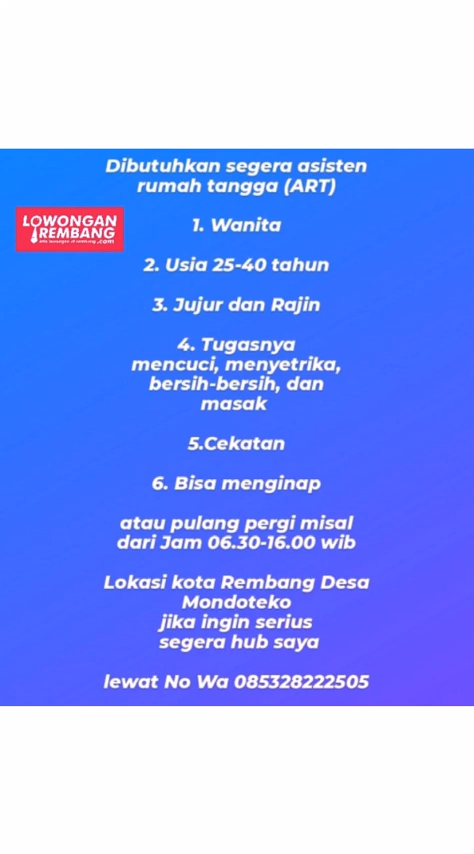 Dibutuhkan segera asisten
rumah tangga (ART)
LOWONGAN
REMBANG
.com
1. Wanita
2. Usia 25-40 tahun
3. Jujur dan Rajin
4. Tugasnya
mencuci, menyetrika,
bersih-bersih, dan
masak
5.Cekatan
6. Bisa menginap
atau pulang pergi misal
dari Jam 06.30-16.00 wib
Lokasi kota Rembang Desa
Mondoteko
jika ingin serius
segera hub saya
lewat No Wa 085328222505